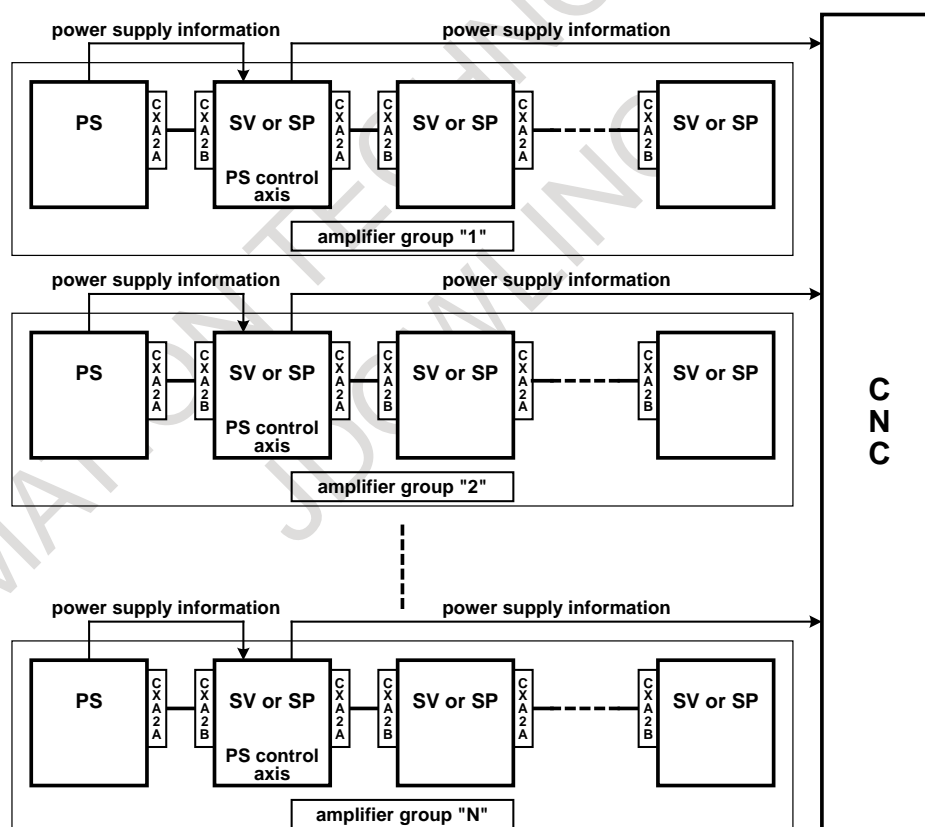 power supply information
power supply information
PS
CXA2A
CXA2B
SV or SP
PS control
axis
CXA2A
CXA2B
SV or SP
CXA2A
CXA2B
SV or SP
amplifier group "1"
power supply information
power supply information
PS
CXA2A
CXA2B
SV or SP
PS control
axis
CXA2A
CXA2B
SV or SP
CXA2A
CXA2B
SV or SP
amplifier group "2"
power supply information
power supply information
PS
CXA2A
CXA2B
SV or SP
PS control
axis
CXA2A
CXA2B
SV or SP
CXA2A
CXA2B
SV or SP
amplifier group "N"
CNC
JDOWLING